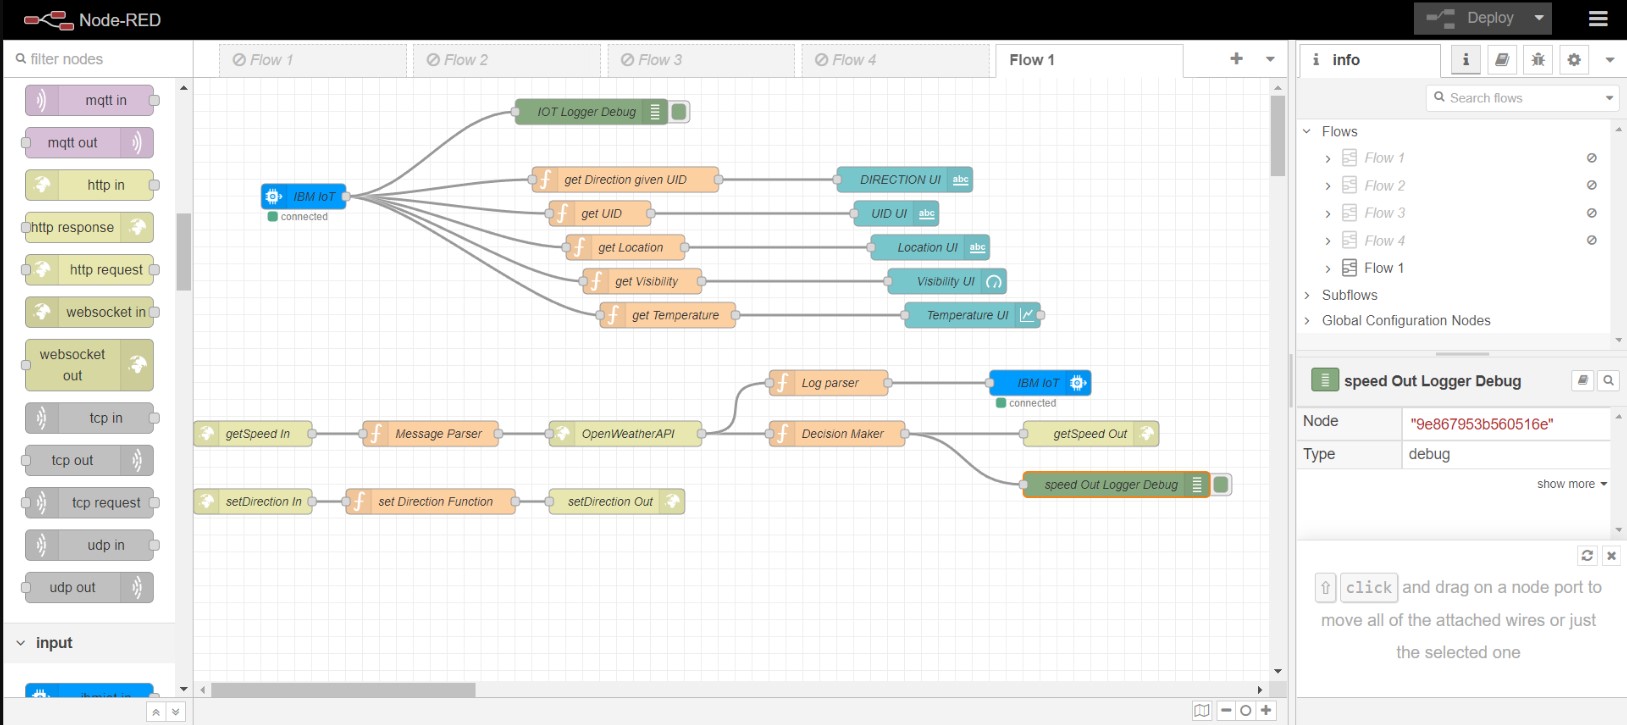 Node-RED
Deploy
filter nodes
Flow 1
Flow 2
Flow 3
Flow 4
Flow 1
info
mqtt in
mqtt out
http in
http response
http request
websocket in
websocket
out
tcp in
tcp out
tcp request
udp in
udp out
input
ibmiot in
IOT Logger Debug
IBM IoT
connected
get Direction given UID
DIRECTION UI
abc
get UID
UID UI
abc
get Location
Location UI
abc
get Visibility
Visibility UI
get Temperature
Temperature UI
Log parser
IBM IoT
connected
getSpeed In
Message Parser
OpenWeatherAPI
Decision Maker
getSpeed Out
speed Out Logger Debug
setDirection In
set Direction Function
setDirection Out
Search flows
Flows
Flow 1
Flow 2
Flow 3
Flow 4
Flow 1
Subflows
Global Configuration Nodes
speed Out Logger Debug
Node
"9e867953b560516e"
Type
debug
show more
click and drag on a node port to
move all of the attached wires or just
the selected one